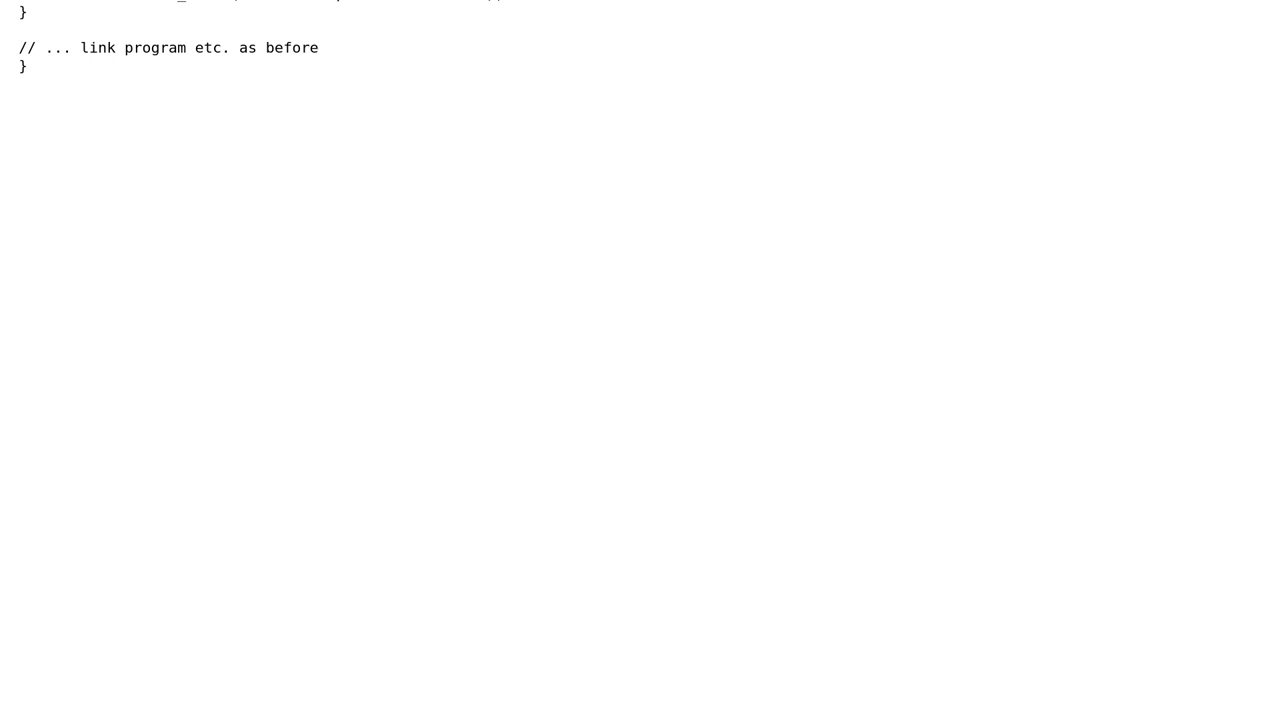 }

// ... link program etc. as before
}